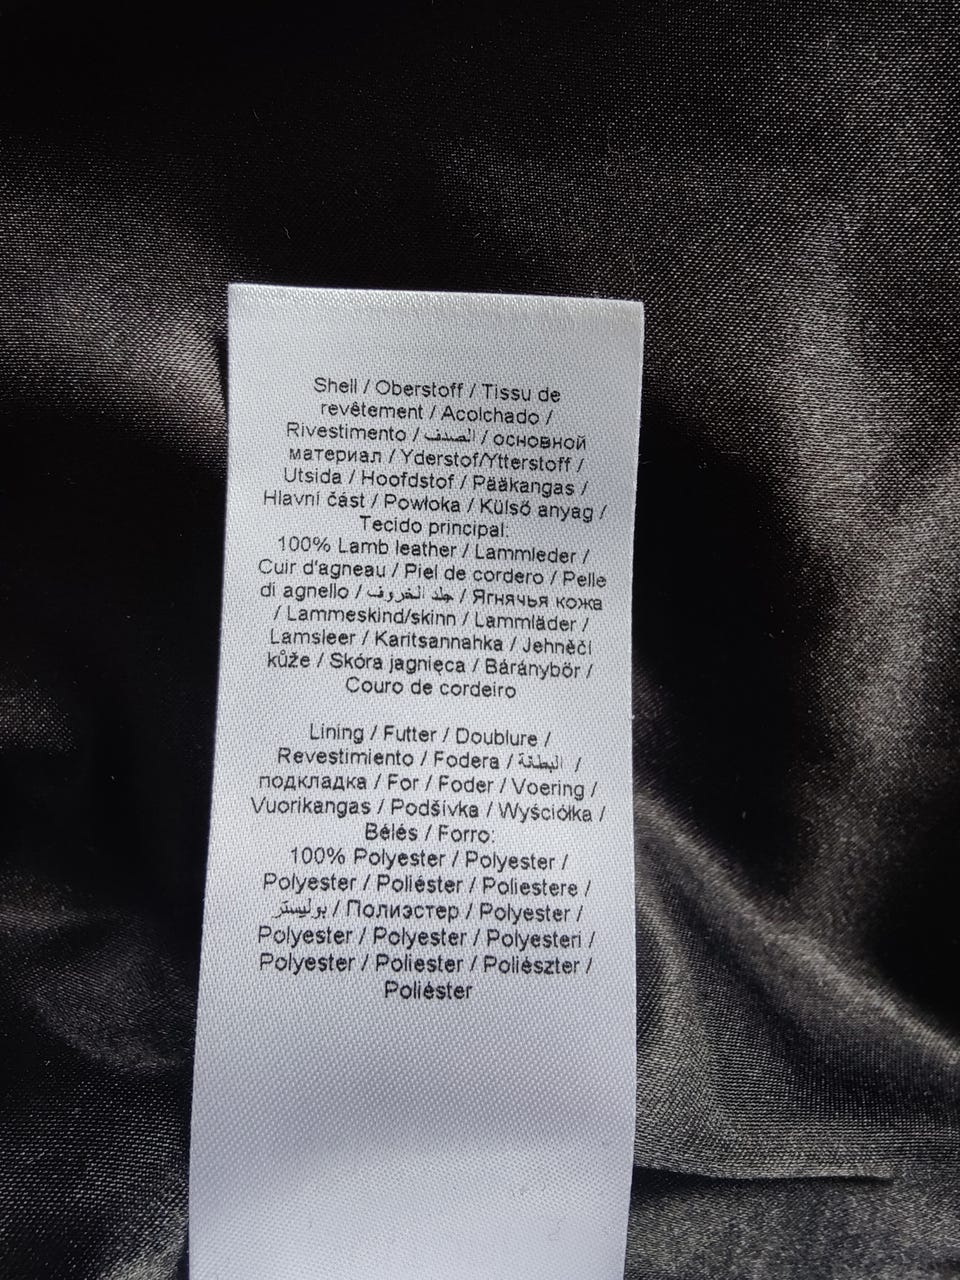 Shell / Oberstoff / Tissu de
revêtement / Acolchado /
Rivestimento / الصدف / основной
материал / Yderstof/Ytterstoff /
Utsida / Hoofdstof / Pääkangas /
Hlavní část / Powłoka / Külső anyag /
Tecido principal:
100% Lamb leather / Lammleder /
Cuir d'agneau / Piel de cordero / Pelle
di agnello / جلد الخروف / Ягнячья кожа
/ Lammeskind/skinn / Lammläder /
Lamsleer / Karitsannahka / Jehněčí
kůže / Skóra jagnięca / Báránybőr /
Couro de cordeiro
Lining / Futter / Doublure /
Revestimiento / Fodera / البطانة /
подкладка / For / Foder / Voering /
Vuorikangas / Podšívka / Wyściółka /
Bélés / Forro:
100% Polyester / Polyester /
Polyester / Poliéster / Poliestere /
بوليستر / Полиэстер / Polyester /
Polyester / Polyester / Polyesteri /
Polyester / Poliester / Poliészter /
Poliéster